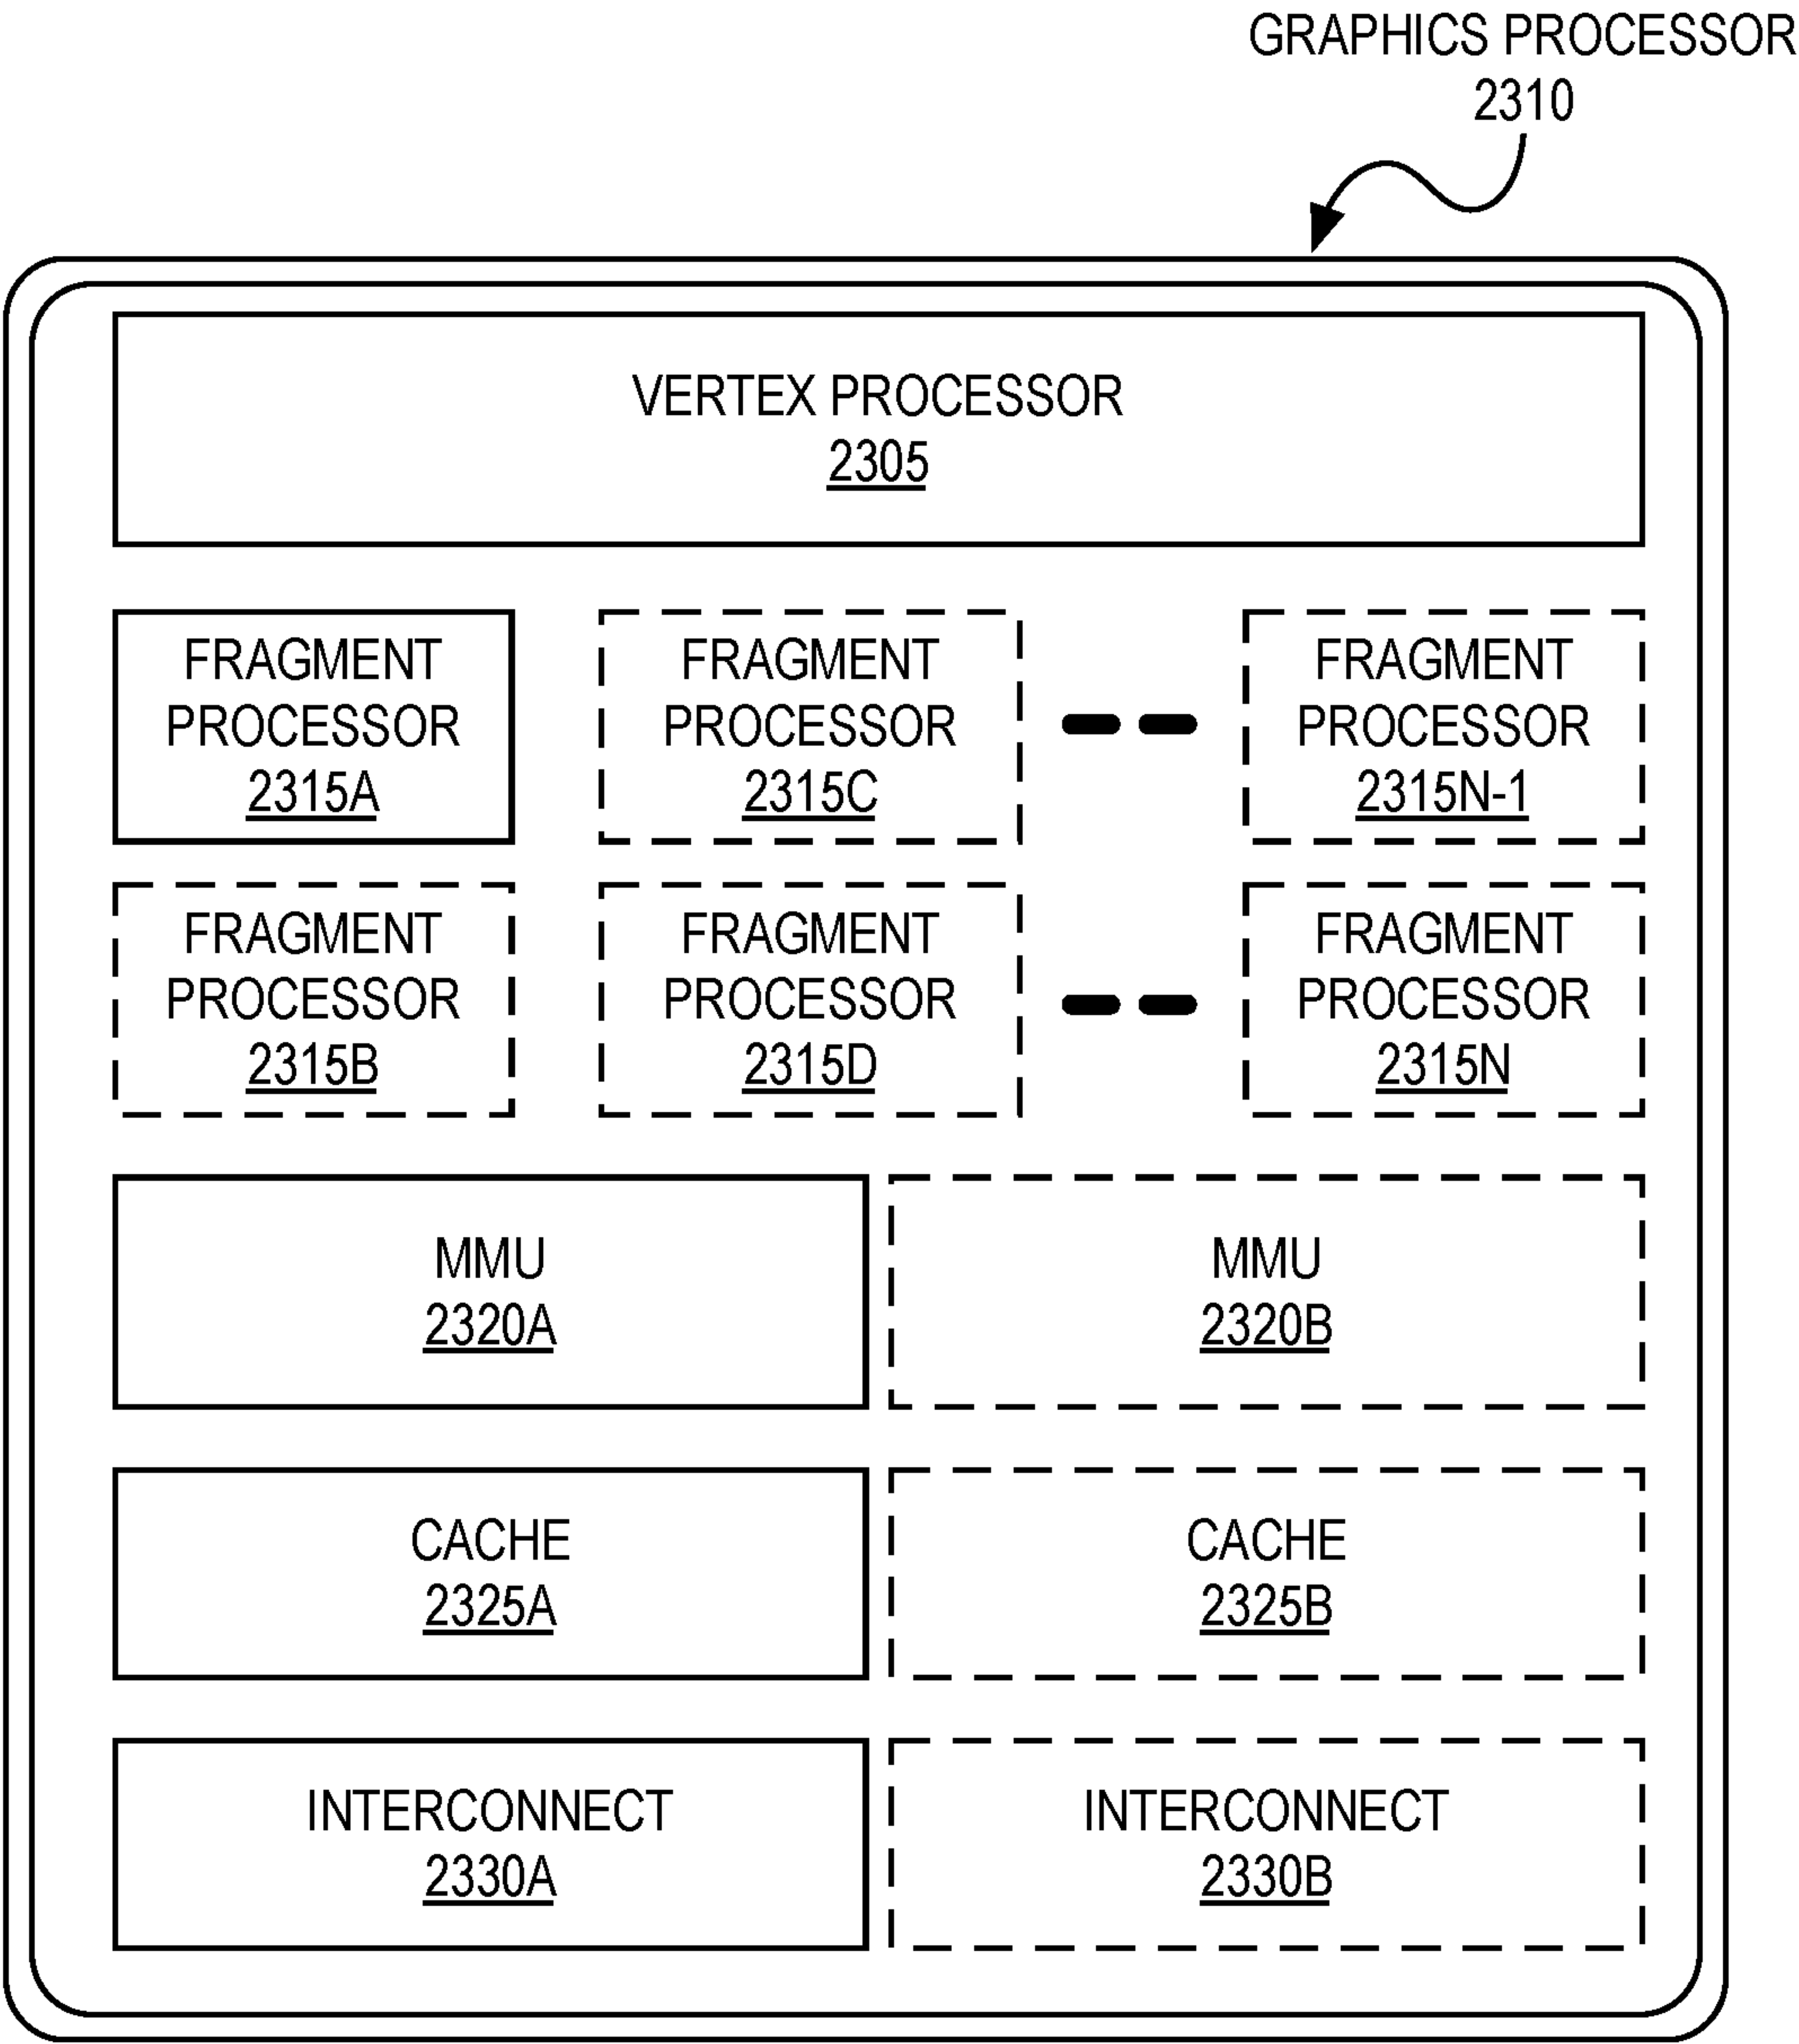 GRAPHICS PROCESSOR
2310
VERTEX PROCESSOR
2305
FRAGMENT
PROCESSOR
2315A
FRAGMENT
PROCESSOR
2315C
FRAGMENT
PROCESSOR
2315N-1
FRAGMENT
PROCESSOR
2315B
FRAGMENT
PROCESSOR
2315D
FRAGMENT
PROCESSOR
2315N
MMU
2320A
MMU
2320B
CACHE
2325A
CACHE
2325B
INTERCONNECT
2330A
INTERCONNECT
2330B